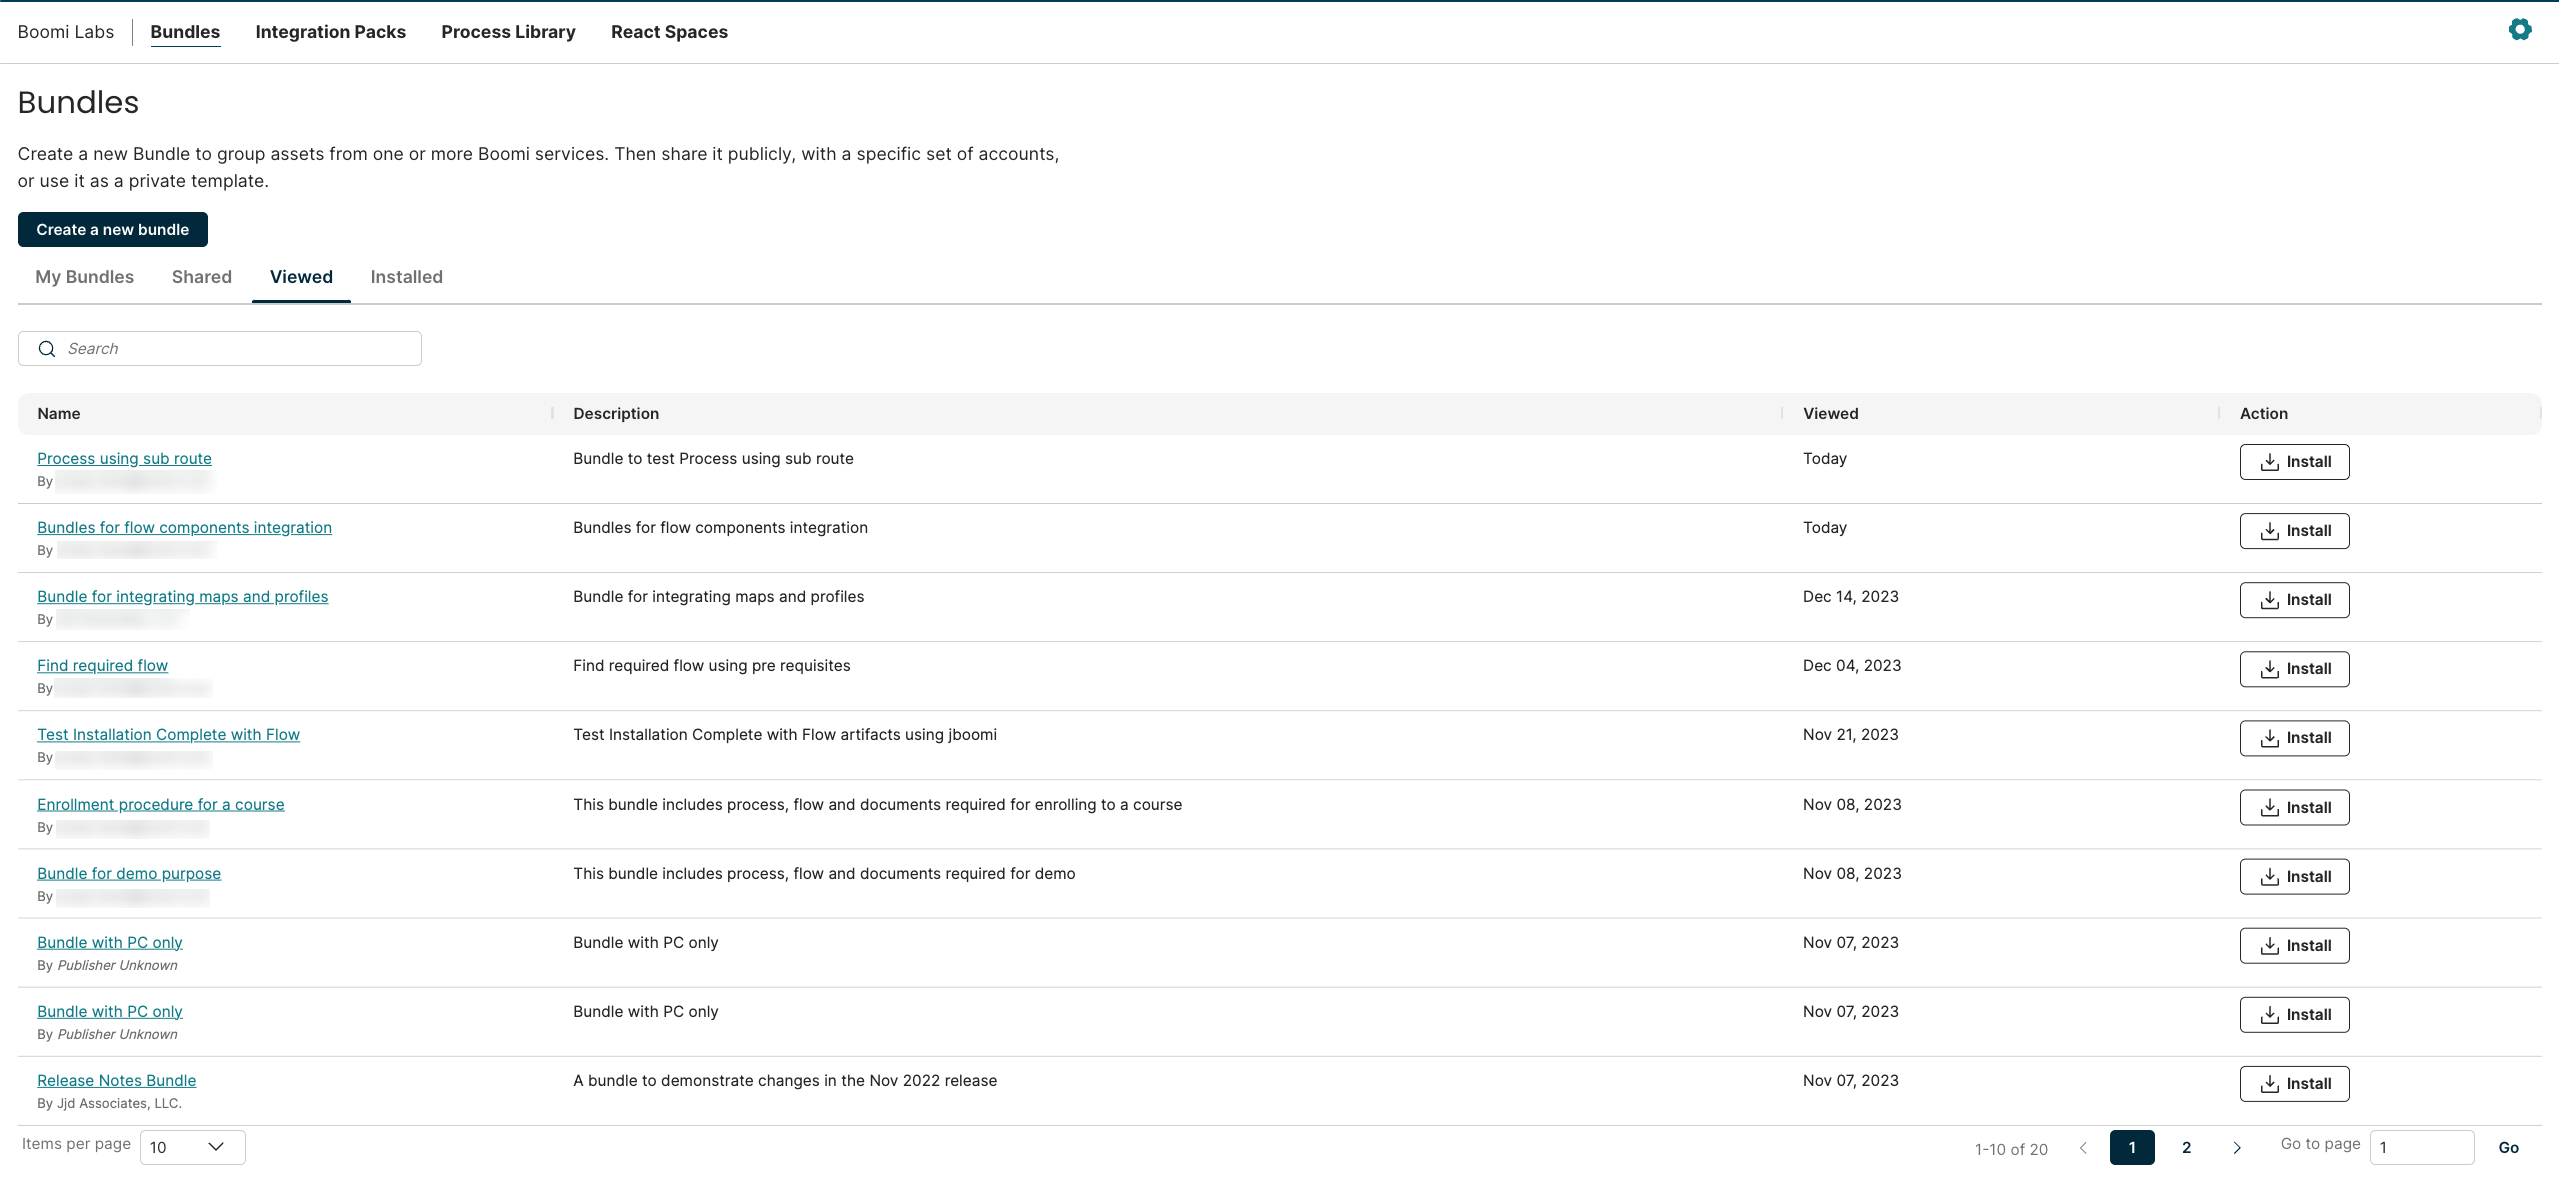 Boomi Labs Bundles Integration Packs Process Library React Spaces
Bundles
Create a new Bundle to group assets from one or more Boomi services. Then share it publicly, with a specific set of accounts,
or use it as a private template.
Create a new bundle
My Bundles Shared Viewed Installed
Search
Name Description Viewed Action
Process using sub route Bundle to test Process using sub route Today Install
By
Bundles for flow components integration Bundles for flow components integration Today Install
By
Bundle for integrating maps and profiles Bundle for integrating maps and profiles Dec 14, 2023 Install
By
Find required flow Find required flow using pre requisites Dec 04, 2023 Install
By
Test Installation Complete with Flow Test Installation Complete with Flow artifacts using jboomi Nov 21, 2023 Install
By
Enrollment procedure for a course This bundle includes process, flow and documents required for enrolling to a course Nov 08, 2023 Install
By
Bundle for demo purpose This bundle includes process, flow and documents required for demo Nov 08, 2023 Install
By
Bundle with PC only Bundle with PC only Nov 07, 2023 Install
By Publisher Unknown
Bundle with PC only Bundle with PC only Nov 07, 2023 Install
By Publisher Unknown
Release Notes Bundle A bundle to demonstrate changes in the Nov 2022 release Nov 07, 2023 Install
By Jjd Associates, LLC.
Items per page 10 1-10 of 20 1 2 Go to page 1 Go